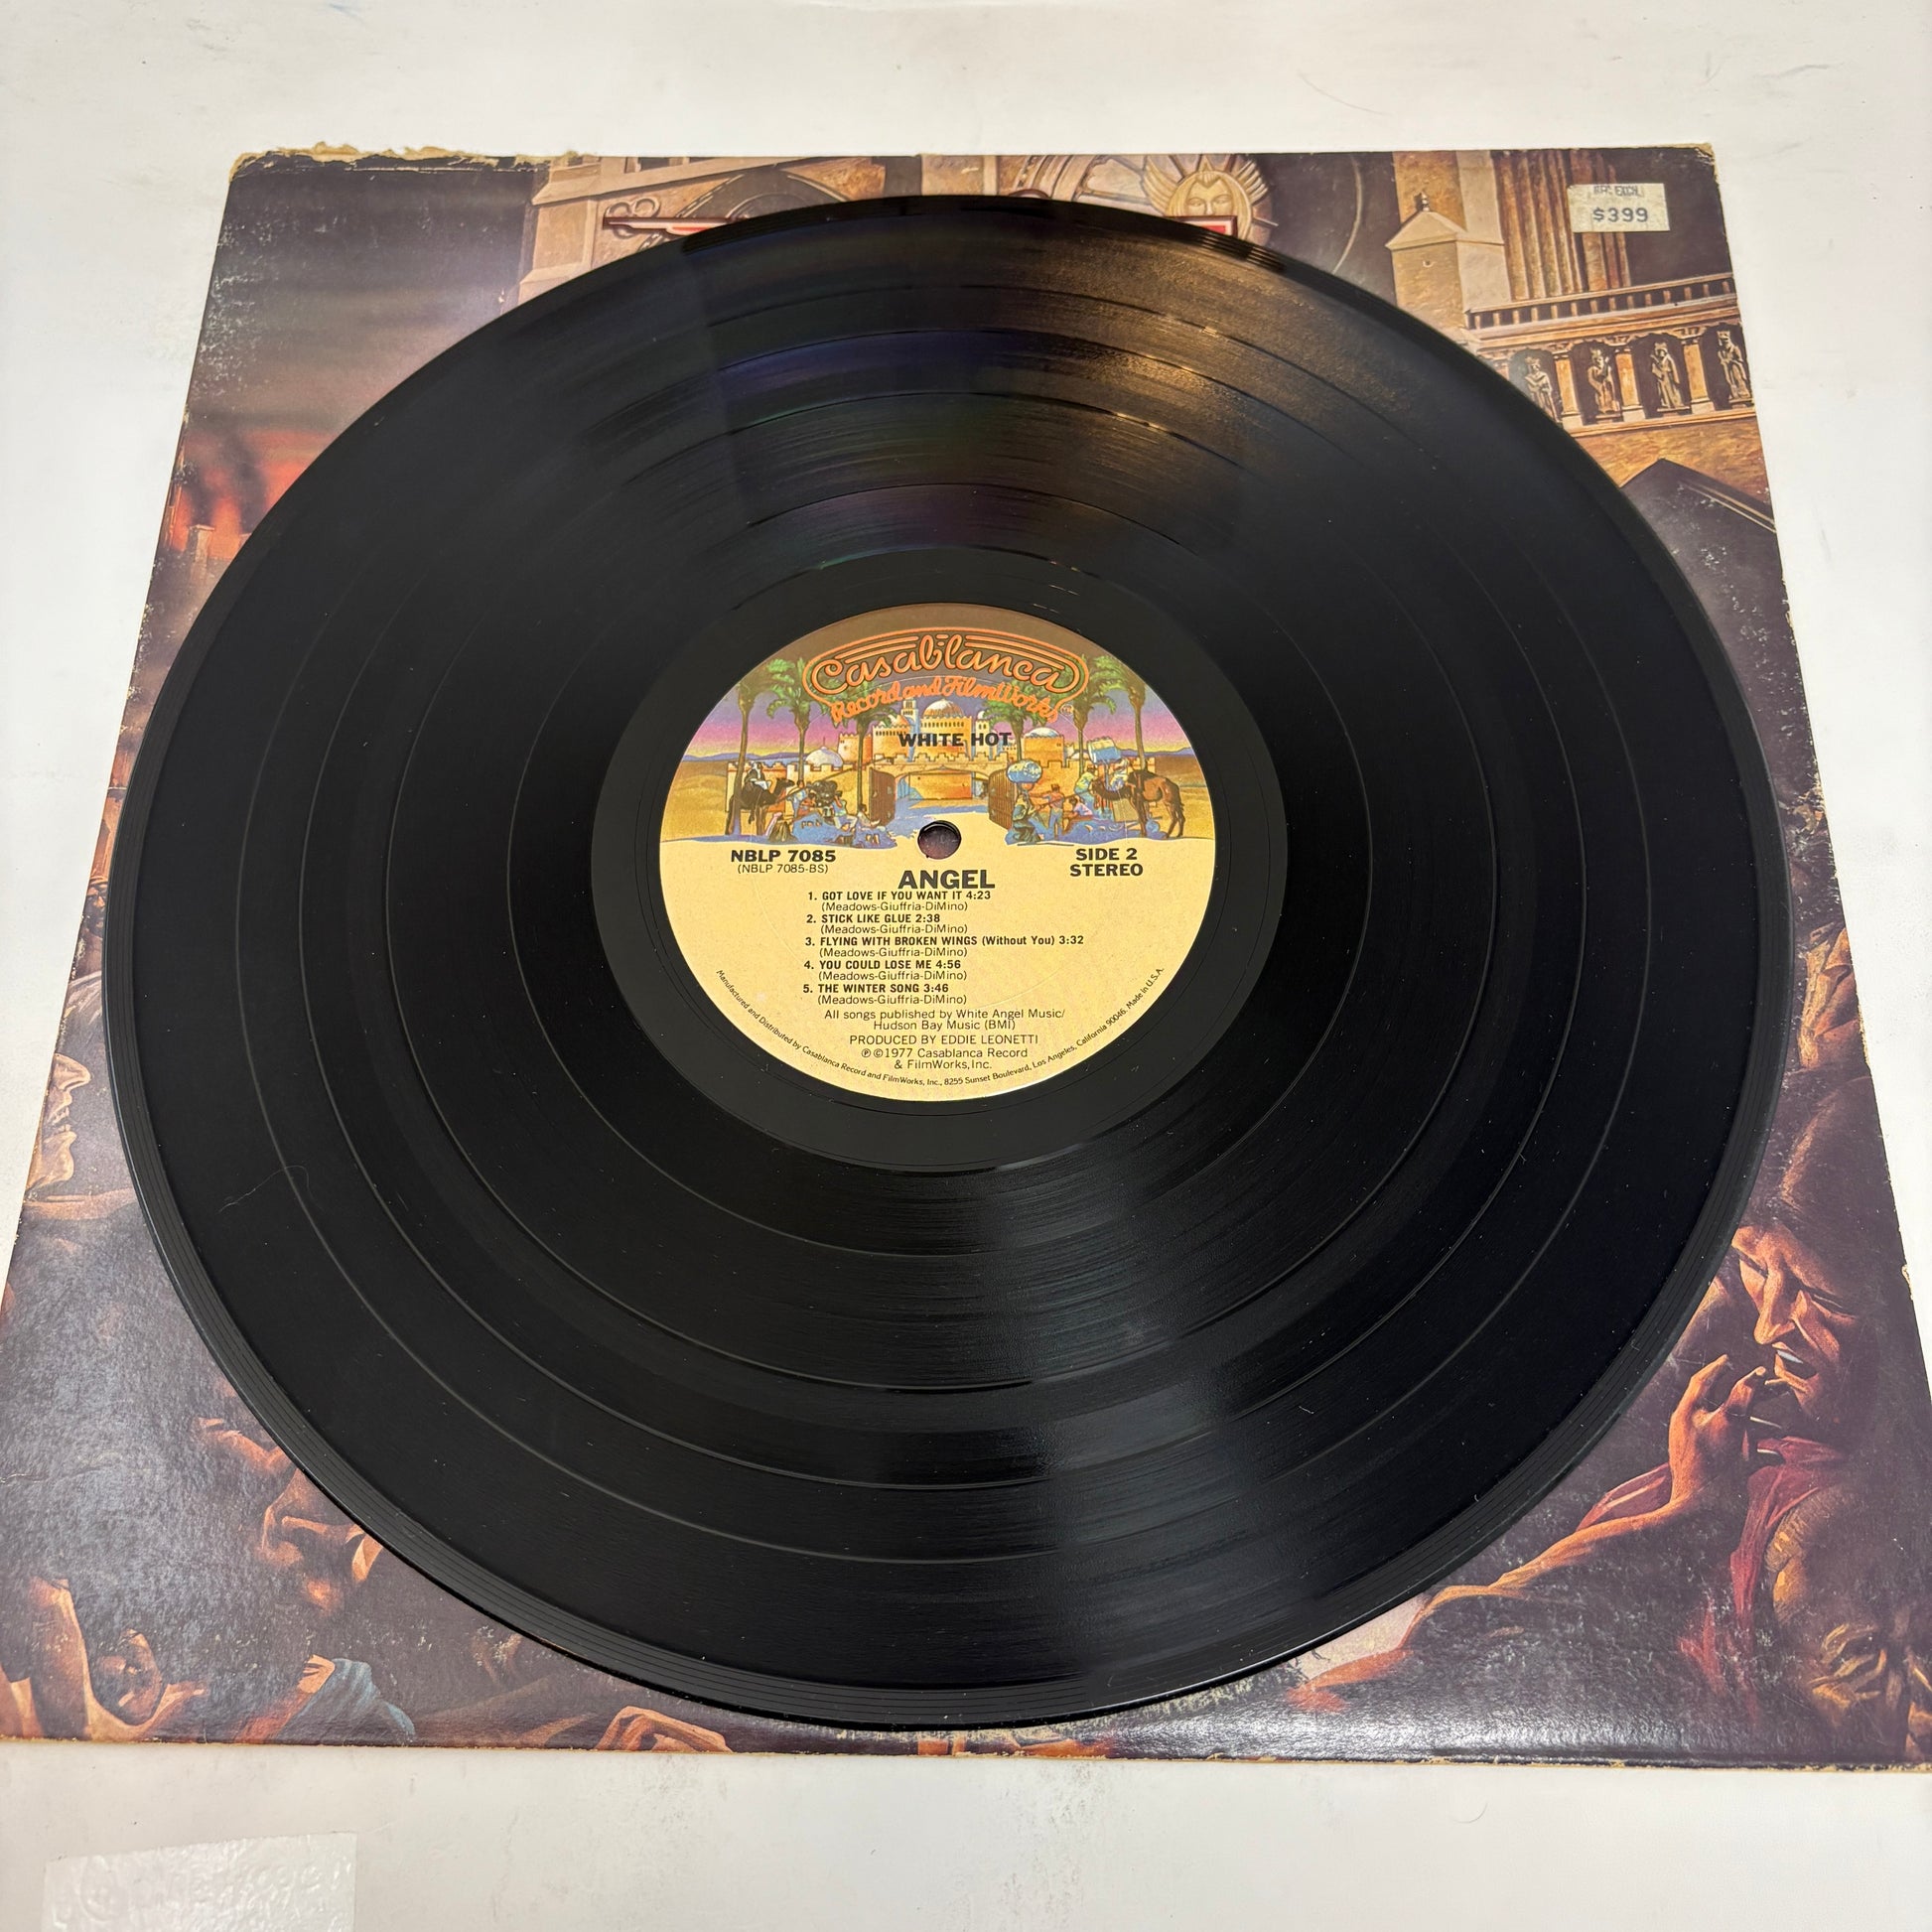 REC-EXCH
$399
Casablanca
Record and FilmWorks
WHITE HOT
NBLP 7085
(NBLP 7085-BS)
SIDE 2
STEREO
ANGEL
1. GOT LOVE IF YOU WANT IT 4:23
(Meadows-Giuffria-DiMino)
2. STICK LIKE GLUE 2:38
(Meadows-Giuffria-DiMino)
3. FLYING WITH BROKEN WINGS (Without You) 3:32
(Meadows-Giuffria-DiMino)
4. YOU COULD LOSE ME 4:56
(Meadows-Giuffria-DiMino)
5. THE WINTER SONG 3:46
(Meadows-Giuffria-DiMino)
All songs published by White Angel Music/
Hudson Bay Music (BMI)
PRODUCED BY EDDIE LEONETTI
℗©1977 Casablanca Record
& FilmWorks, Inc.
Manufactured and Distributed by Casablanca Record and FilmWorks, Inc., 8255 Sunset Boulevard, Los Angeles, California 90046. Made in U.S.A.